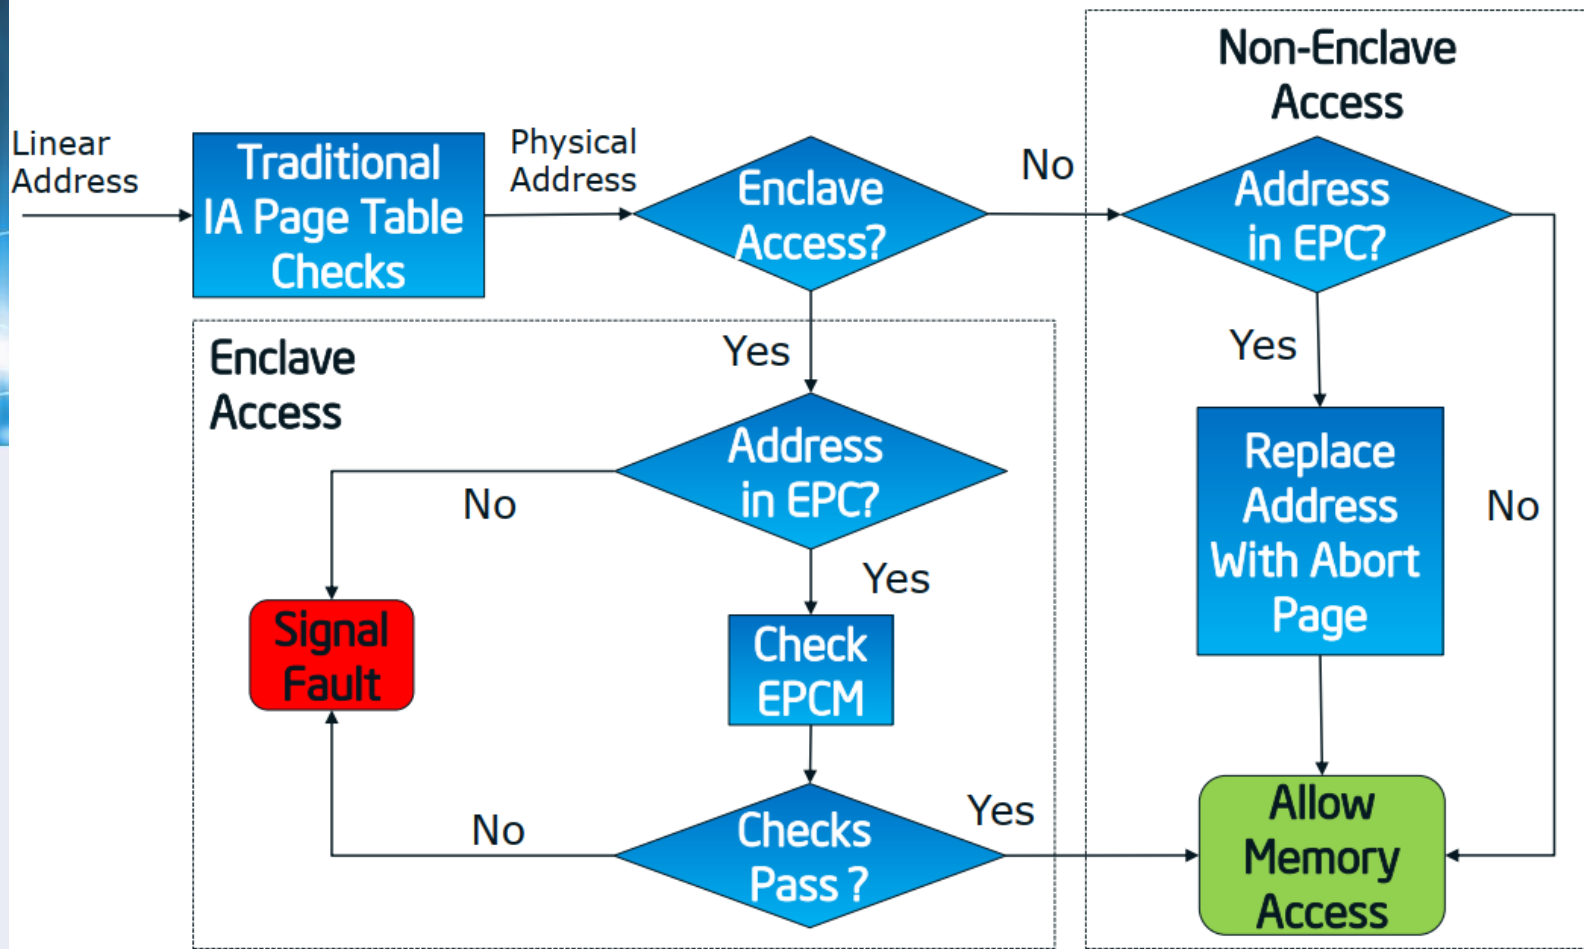 Non-Enclave
Access
Linear
Address
Traditional
IA Page Table
Checks
Physical
Address
Enclave
Access?
No
Address
in EPC?
Yes
No
Replace
Address
With Abort
Page
Enclave
Access
Yes
Address
in EPC?
No
Yes
Signal
Fault
Check
EPCM
No
Checks
Pass ?
Yes
Allow
Memory
Access